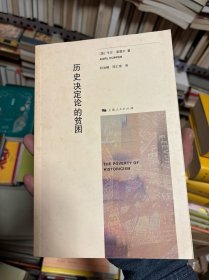 [英] 卡尔·波普尔 著
KARL POPPER
历史决定论的贫困
上海人民出版社
THE POVERTY OF
HISTORICISM